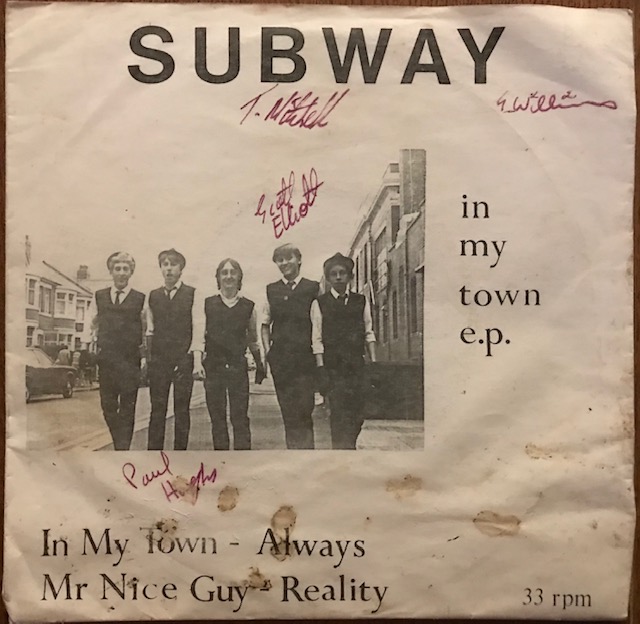 SUBWAY
T. Mitchell
G. Williams
Scott
Elliott
in
my
town
e.p.
Paul
Hughs
In My Town - Always
Mr Nice Guy - Reality
33 rpm